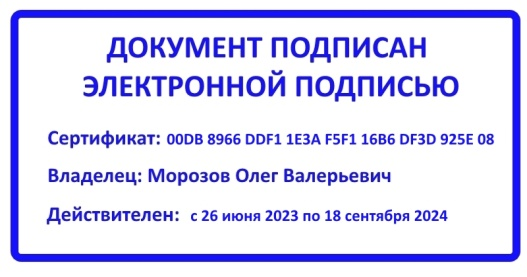 ДОКУМЕНТ ПОДПИСАН
ЭЛЕКТРОННОЙ ПОДПИСЬЮ
Сертификат: 00DB 8966 DDF1 1E3A F5F1 16B6 DF3D 925E 08
Владелец: Морозов Олег Валерьевич
Действителен: с 26 июня 2023 по 18 сентября 2024